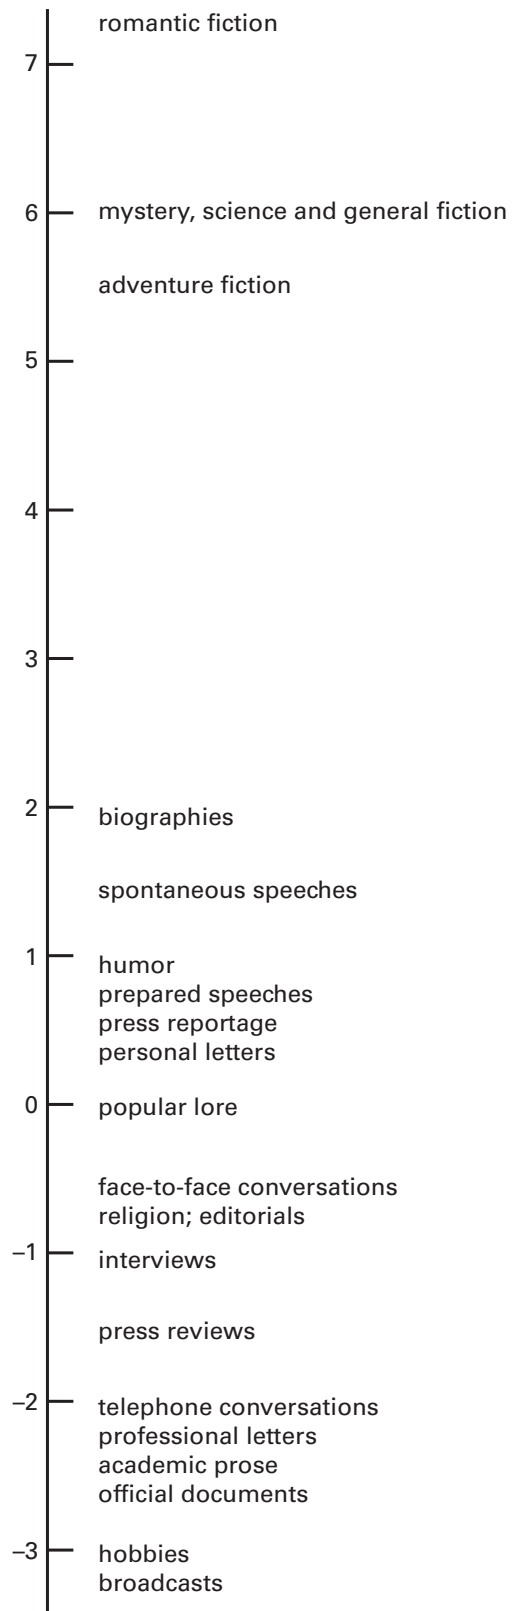 romantic fiction
7
6 mystery, science and general fiction
adventure fiction
5
4
3
2
biographies
spontaneous speeches
1
humor
prepared speeches
press reportage
personal letters
0 popular lore
face-to-face conversations
religion; editorials
–1
interviews
press reviews
–2
telephone conversations
professional letters
academic prose
official documents
–3
hobbies
broadcasts